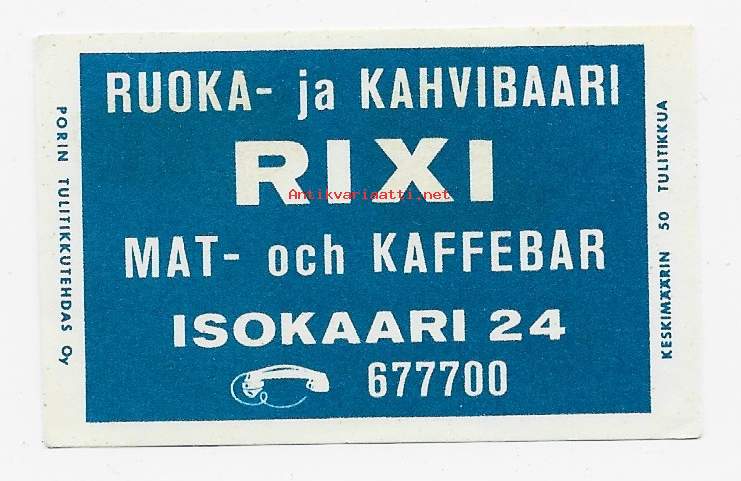 RUOKA- ja KAHVIBAARI
RIXI
Antikvariaatti.net
MAT- och KAFFEBAR
ISOKAARI 24
677700
PORIN TULITIKKUTEHDAS Oy
KESKIMÄÄRIN 50 TULITIKKUA